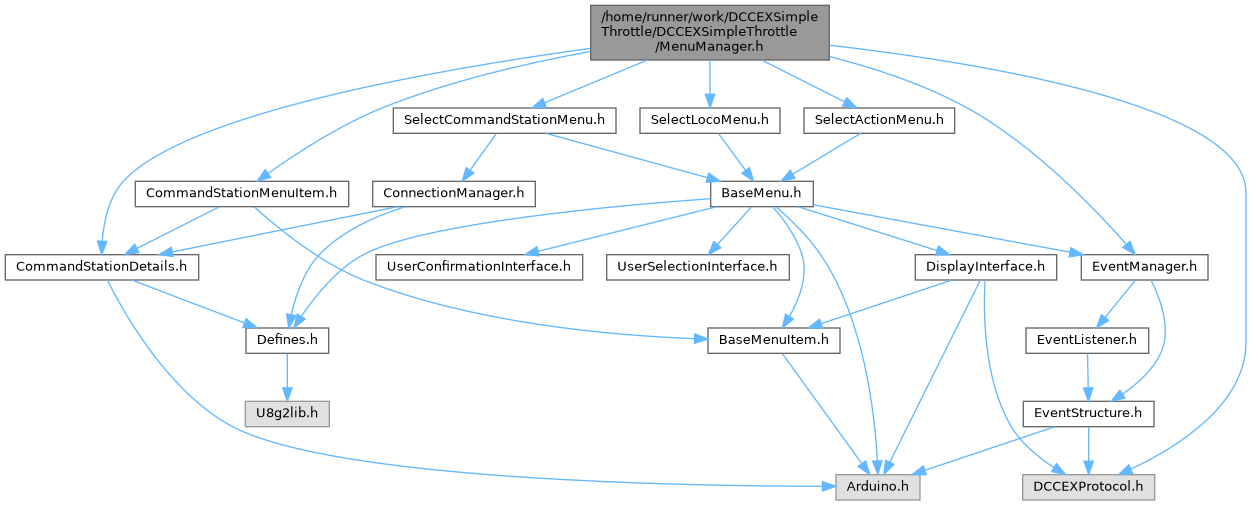 /home/runner/work/DCCEXSimple
Throttle/DCCEXSimpleThrottle
/MenuManager.h
SelectCommandStationMenu.h
SelectLocoMenu.h
SelectActionMenu.h
CommandStationMenuItem.h
ConnectionManager.h
BaseMenu.h
CommandStationDetails.h
UserConfirmationInterface.h
UserSelectionInterface.h
DisplayInterface.h
EventManager.h
Defines.h
BaseMenuItem.h
EventListener.h
U8g2lib.h
EventStructure.h
Arduino.h
DCCEXProtocol.h